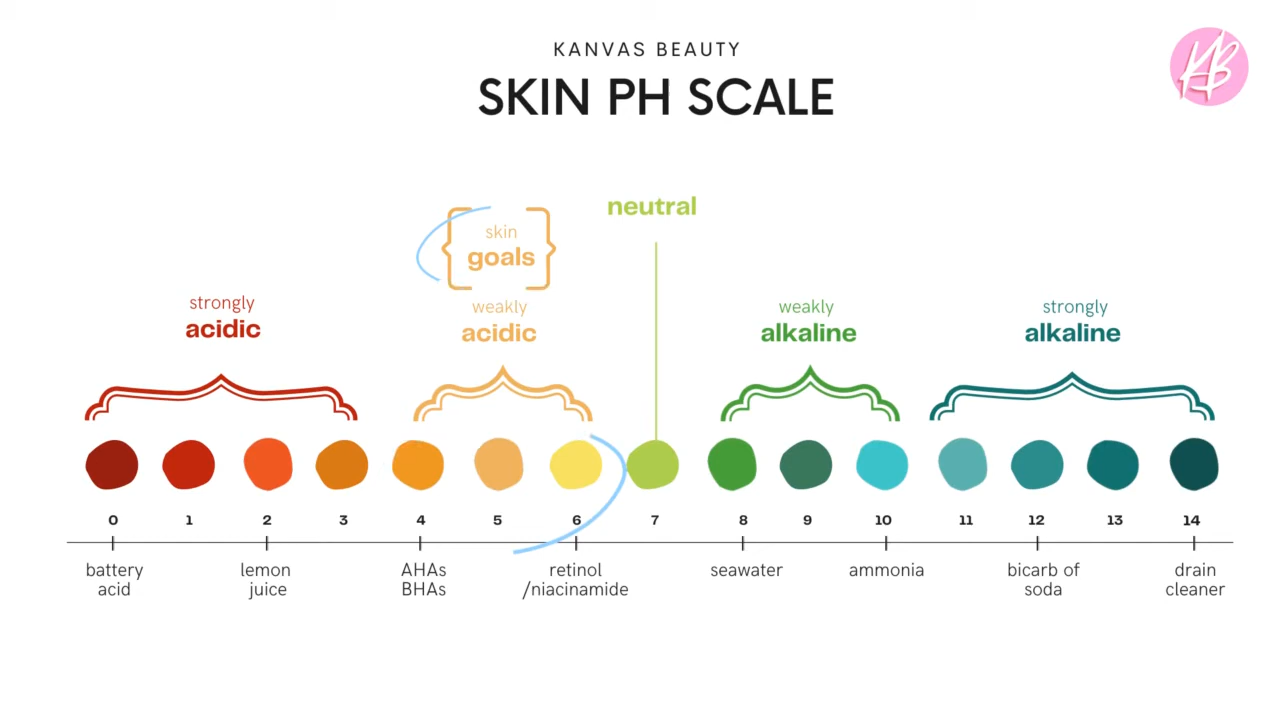 KANVAS BEAUTY
SKIN PH SCALE
KB
neutral
skin
goals
strongly
acidic
weakly
acidic
weakly
alkaline
strongly
alkaline
0 1 2 3 4 5 6 7 8 9 10 11 12 13 14
battery
acid
lemon
juice
AHAs
BHAs
retinol
/niacinamide
seawater
ammonia
bicarb of
soda
drain
cleaner